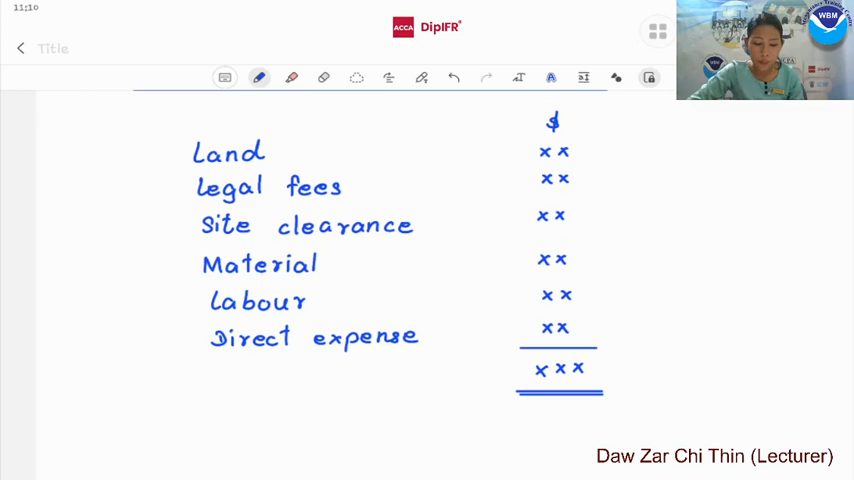 11:10
ACCA DipIFR
WBM
Title
$
Land xx
Legal fees xx
Site clearance xx
Material xx
Labour xx
Direct expense xx
xxx
Daw Zar Chi Thin (Lecturer)